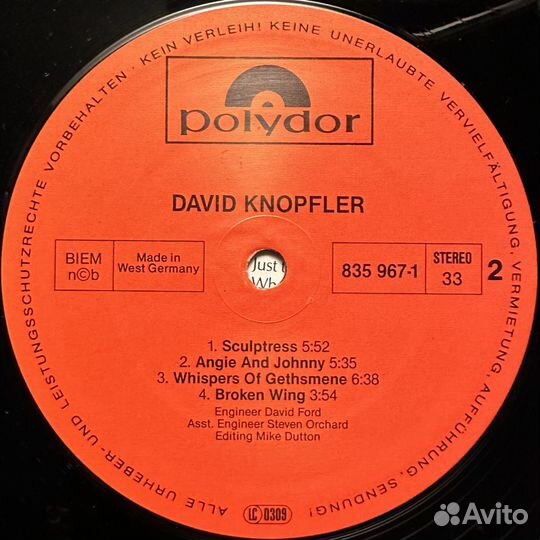 ALLE URHEBER- UND LEISTUNGSSCHUTZRECHTE VORBEHALTEN · KEIN VERLEIH! KEINE UNERLAUBTE VERVIELFÄLTIGUNG, VERMIETUNG, AUFFÜHRUNG, SENDUNG!
polydor
DAVID KNOPFLER
BIEM
n©b
Made in
West Germany
Just t
Wh
835 967-1
STEREO
33
2
1. Sculptress 5:52
2. Angie And Johnny 5:35
3. Whispers Of Gethsmene 6:38
4. Broken Wing 3:54
Engineer David Ford
Asst. Engineer Steven Orchard
Editing Mike Dutton
LC 0309
Avito